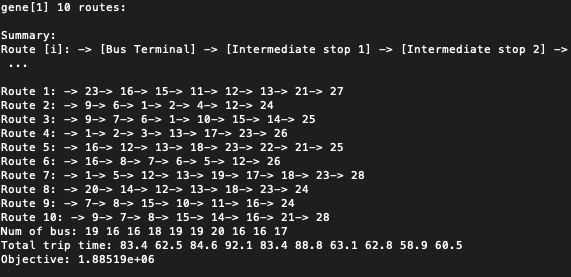 gene[1] 10 routes:
Summary:
Route [i]: -> [Bus Terminal] -> [Intermediate stop 1] -> [Intermediate stop 2] ->
...
Route 1: -> 23-> 16-> 15-> 11-> 12-> 13-> 21-> 27
Route 2: -> 9-> 6-> 1-> 2-> 4-> 12-> 24
Route 3: -> 9-> 7-> 6-> 1-> 10-> 15-> 14-> 25
Route 4: -> 1-> 2-> 3-> 13-> 17-> 23-> 26
Route 5: -> 16-> 12-> 13-> 18-> 23-> 22-> 21-> 25
Route 6: -> 16-> 8-> 7-> 6-> 5-> 12-> 26
Route 7: -> 1-> 5-> 12-> 13-> 19-> 17-> 18-> 23-> 28
Route 8: -> 20-> 14-> 12-> 13-> 18-> 23-> 24
Route 9: -> 7-> 8-> 15-> 10-> 11-> 16-> 24
Route 10: -> 9-> 7-> 8-> 15-> 14-> 16-> 21-> 28
Num of bus: 19 16 16 18 19 19 20 16 16 17
Total trip time: 83.4 62.5 84.6 92.1 83.4 88.8 63.1 62.8 58.9 60.5
Objective: 1.88519e+06